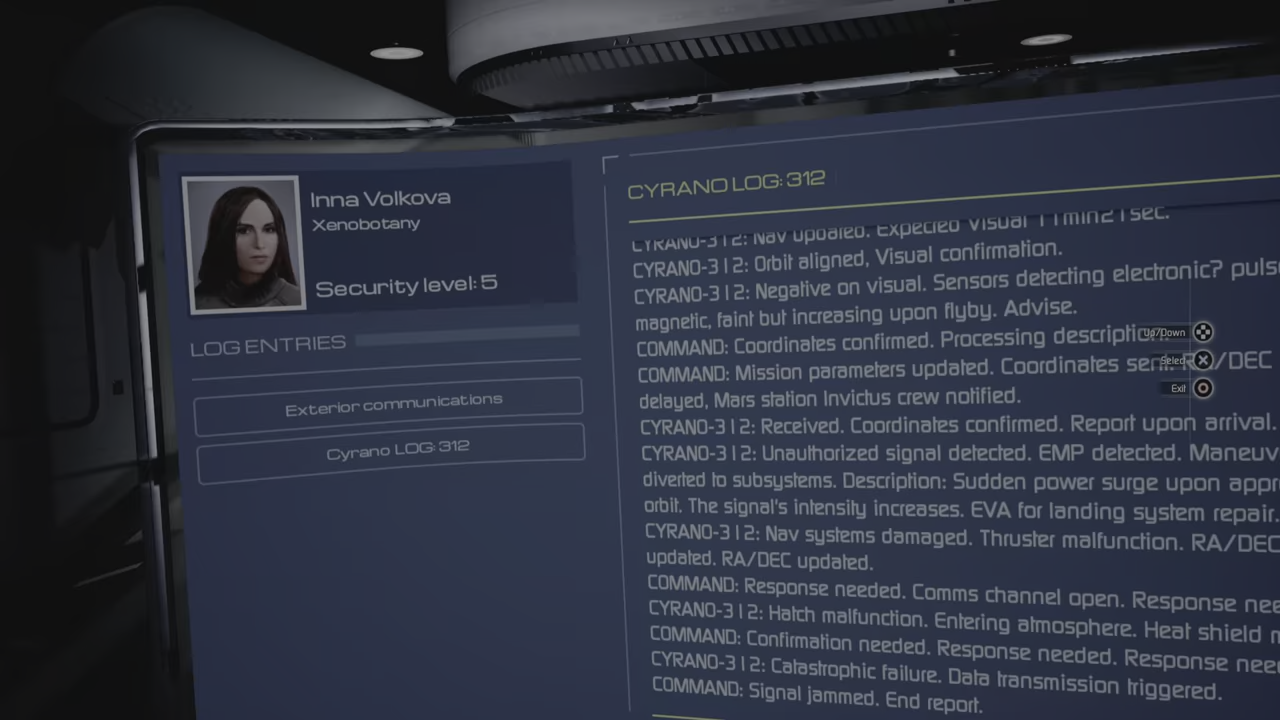 Inna Volkova
Xenobotany
Security level: 5
LOG ENTRIES
Exterior communications
Cyrano LOG: 312
CYRANO LOG: 312
CYRANO-312: Nav updated. Expected Visual 11min21sec.
CYRANO-312: Orbit aligned, Visual confirmation.
CYRANO-312: Negative on visual. Sensors detecting electronic?
magnetic, faint but increasing upon flyby. Advise.
COMMAND: Coordinates confirmed. Processing description.
COMMAND: Mission parameters updated. Coordinates sent. RA/DEC
delayed, Mars station Invictus crew notified.
CYRANO-312: Received. Coordinates confirmed. Report upon arrival.
CYRANO-312: Unauthorized signal detected. EMP detected.
diverted to subsystems. Description: Sudden power surge upon
orbit. The signal's intensity increases. EVA for landing system repair.
CYRANO-312: Nav systems damaged. Thruster malfunction. RA/DEC
updated. RA/DEC updated.
COMMAND: Response needed. Comms channel open. Response
CYRANO-312: Hatch malfunction. Entering atmosphere. Heat shield
COMMAND: Confirmation needed. Response needed. Response
CYRANO-312: Catastrophic failure. Data transmission triggered.
COMMAND: Signal jammed. End report.
Up/Down
Select
Exit